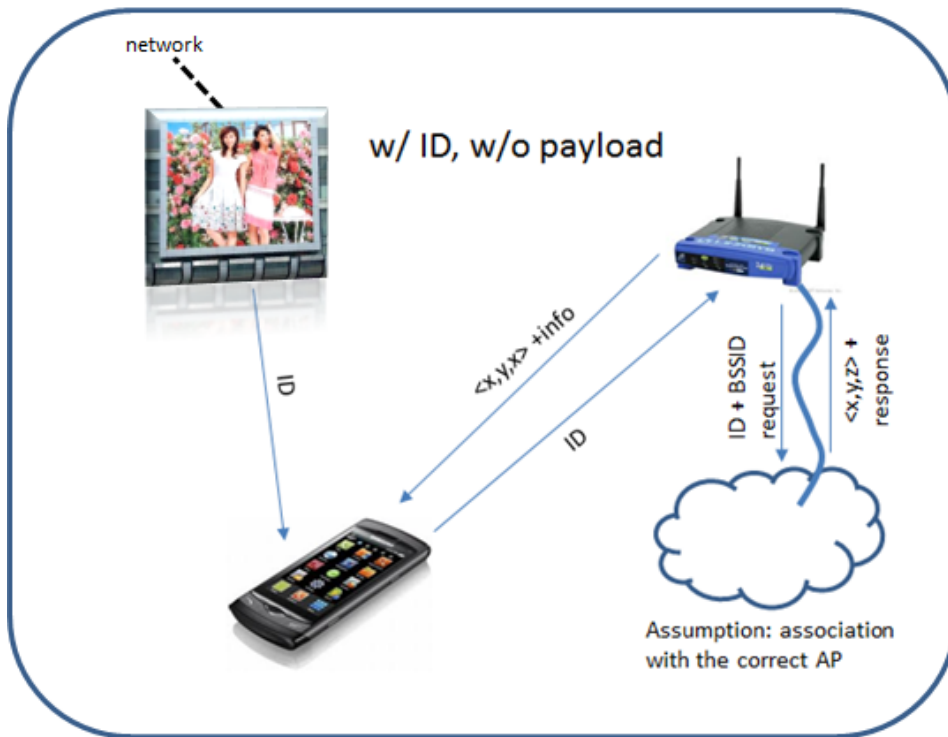 network
w/ ID, w/o payload
ID
<x,y,x> +info
ID
ID + BSSID
request
<x,y,z> +
response
Assumption: association
with the correct AP